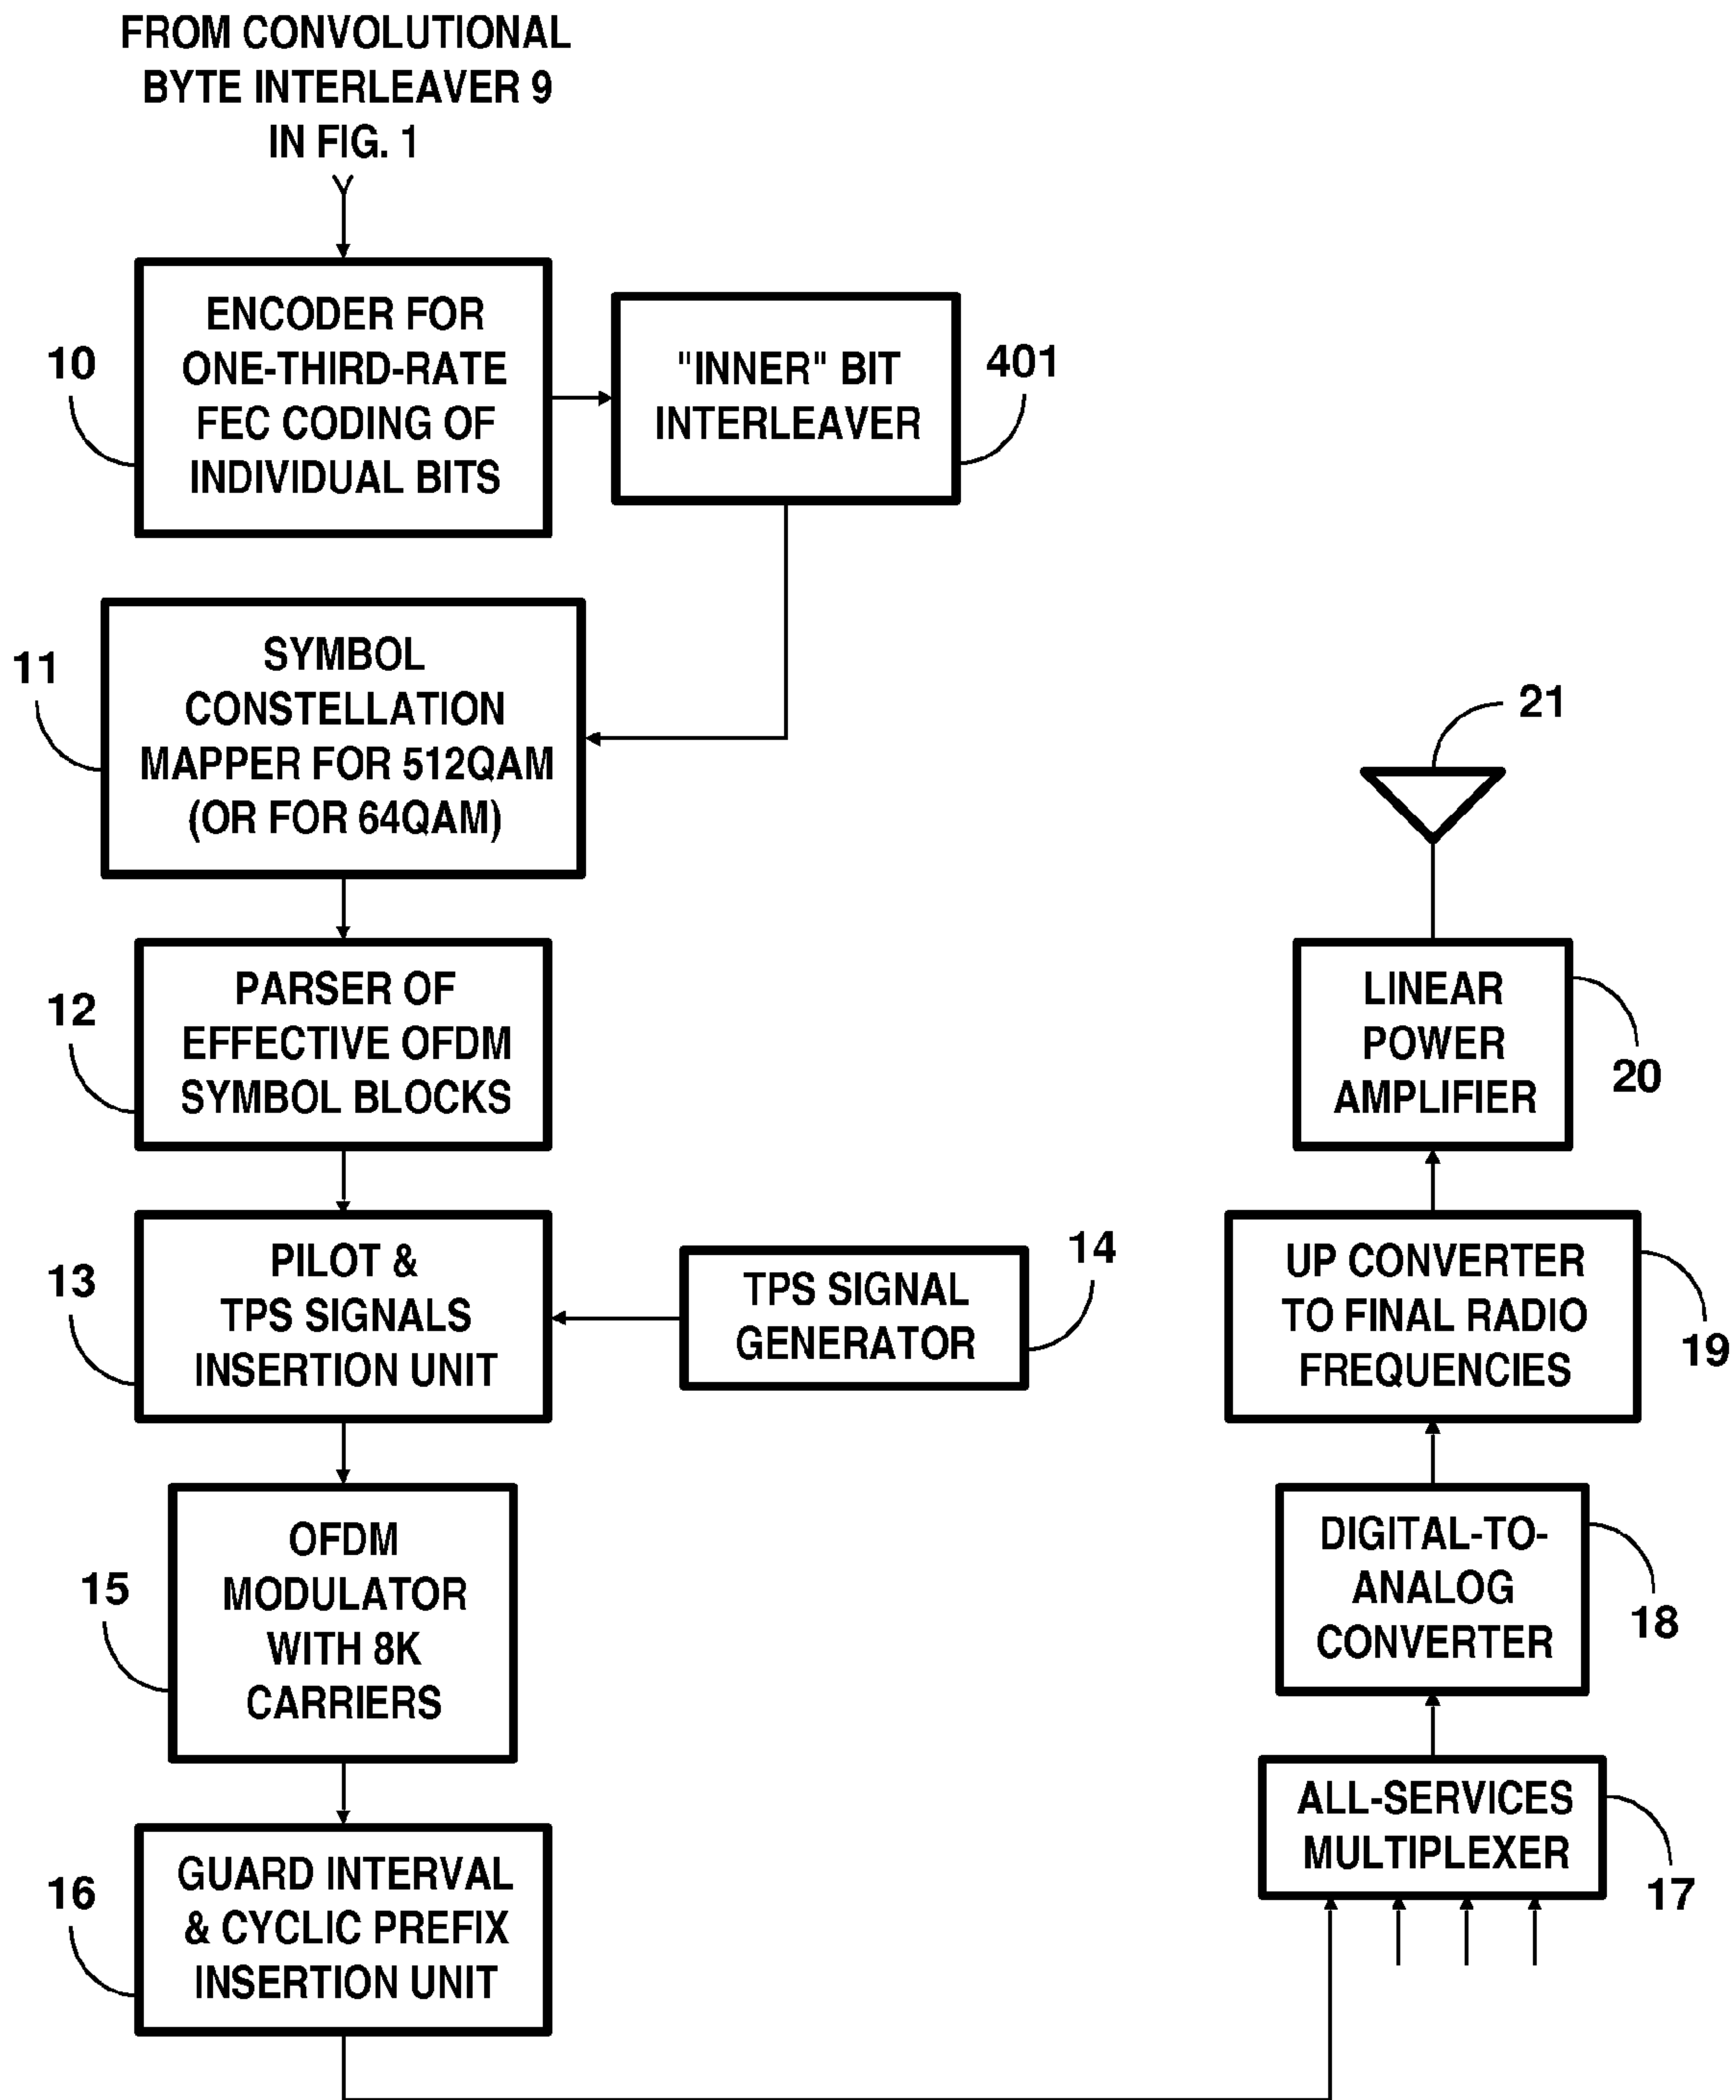 FROM CONVOLUTIONAL
BYTE INTERLEAVER 9
IN FIG. 1
10
ENCODER FOR
ONE-THIRD-RATE
FEC CODING OF
INDIVIDUAL BITS
"INNER" BIT
INTERLEAVER
401
11
SYMBOL
CONSTELLATION
MAPPER FOR 512QAM
(OR FOR 64QAM)
12
PARSER OF
EFFECTIVE OFDM
SYMBOL BLOCKS
13
PILOT &
TPS SIGNALS
INSERTION UNIT
TPS SIGNAL
GENERATOR
14
15
OFDM
MODULATOR
WITH 8K
CARRIERS
16
GUARD INTERVAL
& CYCLIC PREFIX
INSERTION UNIT
21
LINEAR
POWER
AMPLIFIER
20
UP CONVERTER
TO FINAL RADIO
FREQUENCIES
19
DIGITAL-TO-
ANALOG
CONVERTER
18
ALL-SERVICES
MULTIPLEXER
17